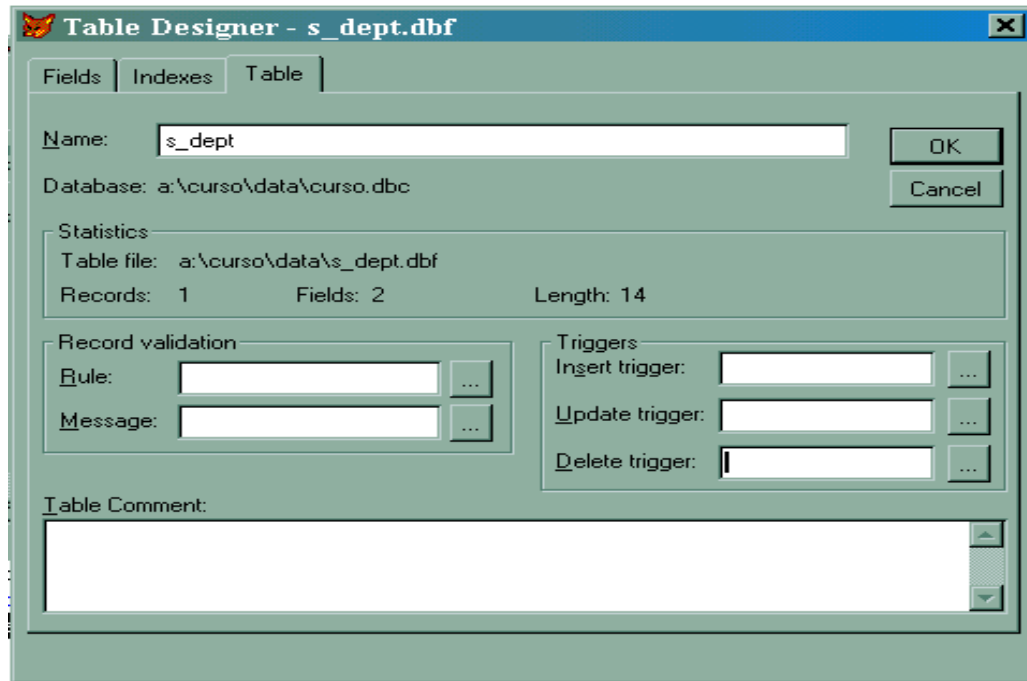 Table Designer - s_dept.dbf
Fields Indexes Table
Name: s_dept
OK
Database: a:\curso\data\curso.dbc
Cancel
Statistics
Table file: a:\curso\data\s_dept.dbf
Records: 1 Fields: 2 Length: 14
Record validation
Rule: ...
Message: ...
Triggers
Insert trigger: ...
Update trigger: ...
Delete trigger: ...
Table Comment: